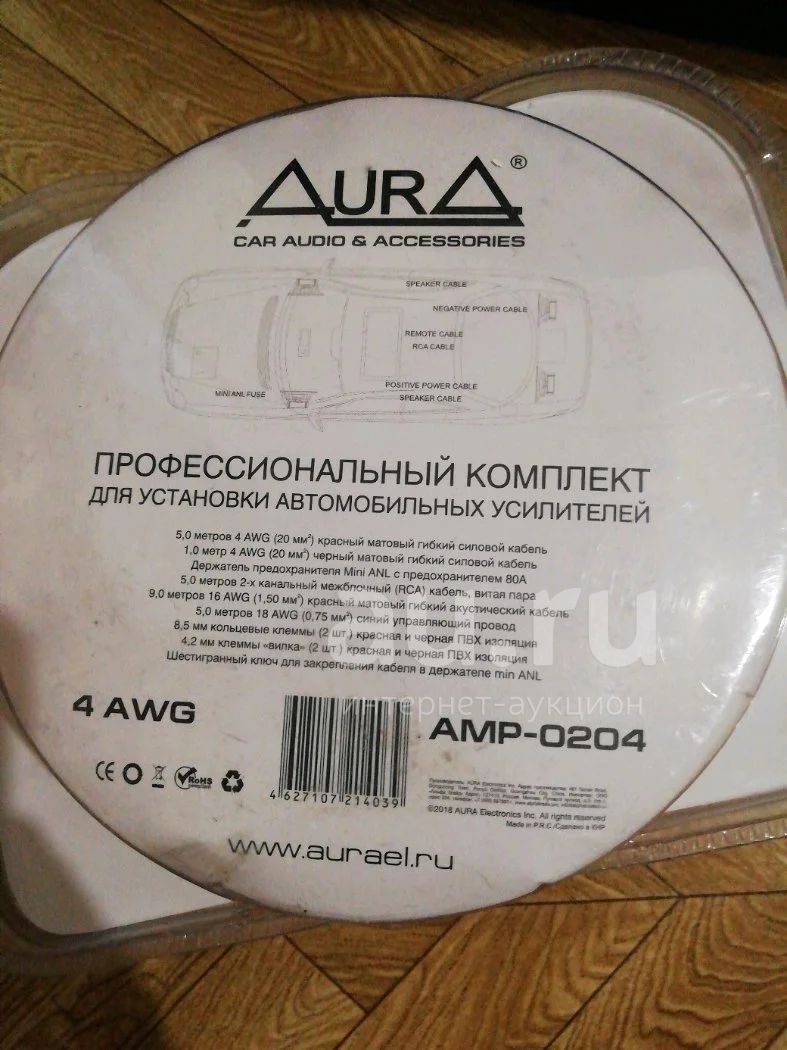 AURA®
CAR AUDIO & ACCESSORIES
SPEAKER CABLE
NEGATIVE POWER CABLE
REMOTE CABLE
RCA CABLE
POSITIVE POWER CABLE
MINI ANL FUSE
SPEAKER CABLE
ПРОФЕССИОНАЛЬНЫЙ КОМПЛЕКТ
ДЛЯ УСТАНОВКИ АВТОМОБИЛЬНЫХ УСИЛИТЕЛЕЙ
5,0 метров 4 AWG (20 мм²) красный матовый гибкий силовой кабель
1,0 метр 4 AWG (20 мм²) черный матовый гибкий силовой кабель
Держатель предохранителя Mini ANL с предохранителем 80А
5,0 метров 2-х канальный межблочный (RCA) кабель, витая пара
9,0 метров 16 AWG (1,50 мм²) красный матовый гибкий акустический кабель
5,0 метров 18 AWG (0,75 мм²) синий управляющий провод
8,5 мм кольцевые клеммы (2 шт.) красная и черная ПВХ изоляция
4,2 мм клеммы «вилка» (2 шт.) красная и черная ПВХ изоляция
Шестигранный ключ для закрепления кабеля в держателе min ANL
.ru
интернет-аукцион
4 AWG
AMP-0204
CE
RoHS
4 627107 214039
©2018 AURA Electronics Inc. All rights reserved
Made in P.R.C./Сделано в КНР
www.aurael.ru